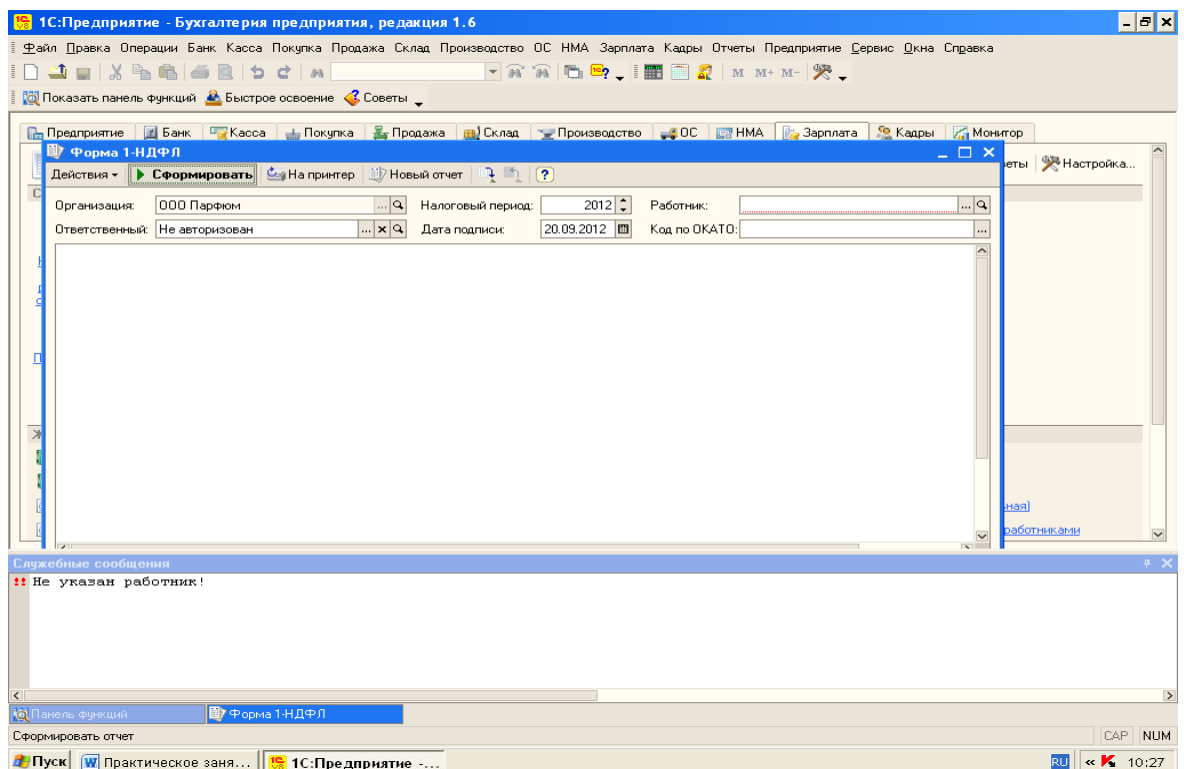 1С:Предприятие - Бухгалтерия предприятия, редакция 1.6
Файл Правка Операции Банк Касса Покупка Продажа Склад Производство ОС НМА Зарплата Кадры Отчеты Предприятие Сервис Окна Справка
M M+ M-
Показать панель функций Быстрое освоение Советы
Предприятие Банк Касса Покупка Продажа Склад Производство ОС НМА Зарплата Кадры Монитор
Форма 1-НДФЛ
Настройка...
Действия Сформировать На принтер Новый отчет
Организация: ООО Парфюм ... Налоговый период: 2012 Работник: ...
Ответственный: Не авторизован ... Дата подписи: 20.09.2012 Код по ОКАТО: ...
работниками
Служебные сообщения
!! Не указан работник!
Панель функций Форма 1-НДФЛ
Сформировать отчет CAP NUM
Пуск Практическое заня... 1С:Предприятие -... RU « 10:27